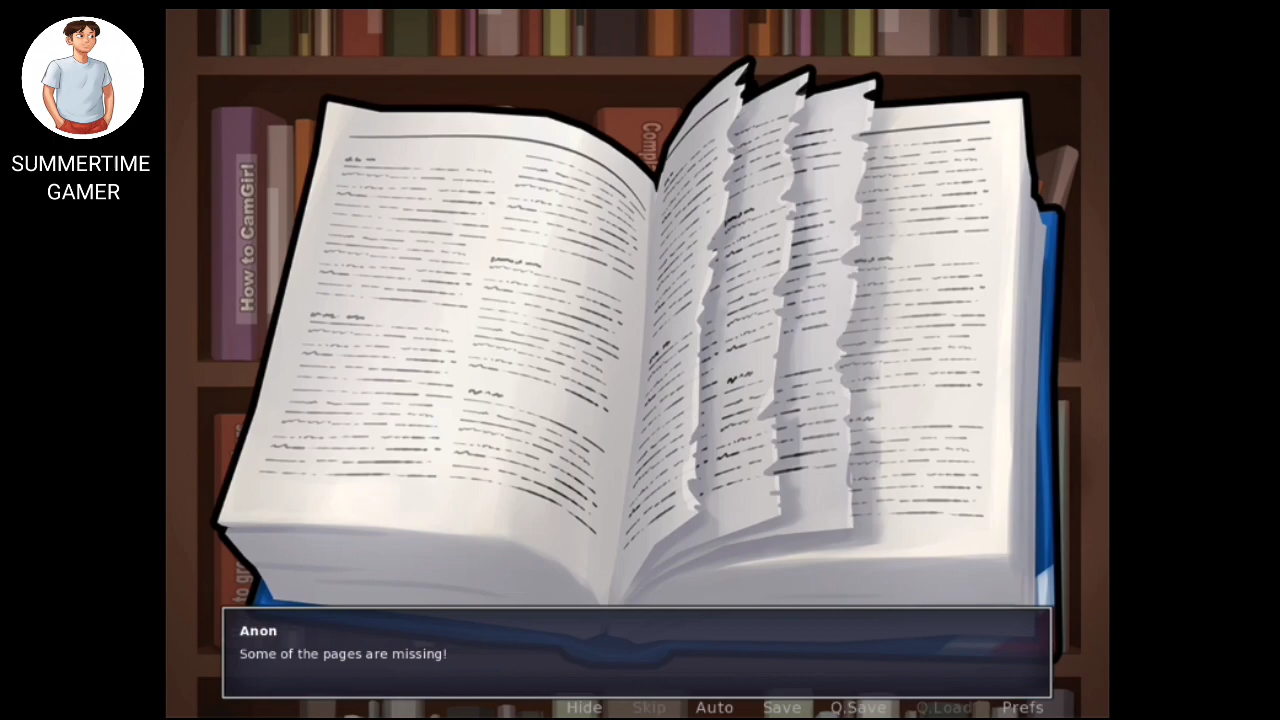 SUMMERTIME
GAMER
How to CamGirl
Anon
Some of the pages are missing!
Hide Skip Auto Save Q.Save Q.Load Prefs